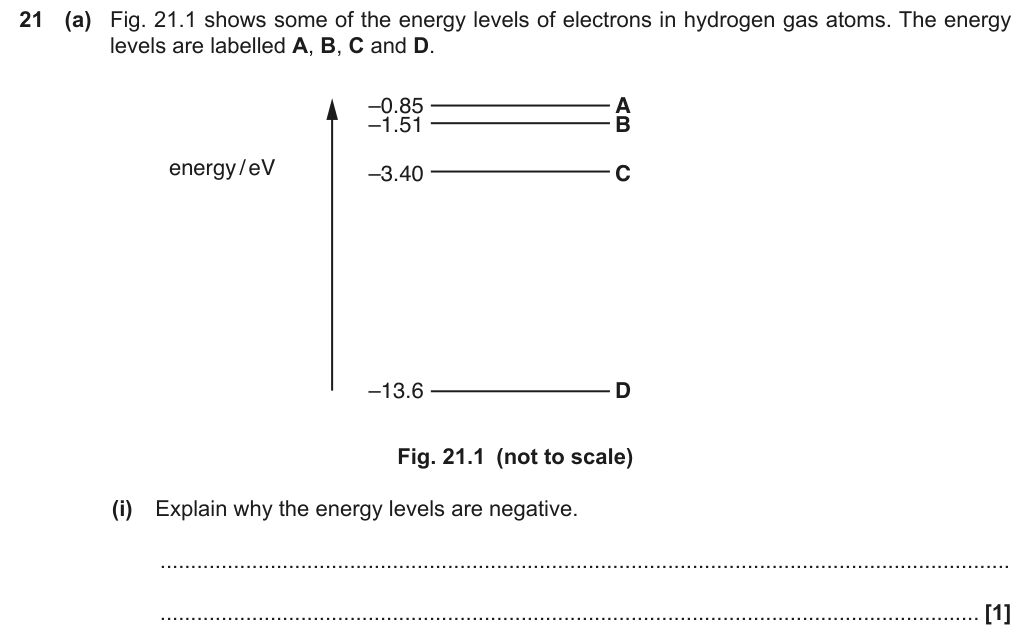 21 (a) Fig. 21.1 shows some of the energy levels of electrons in hydrogen gas atoms. The energy
levels are labelled A, B, C and D.
–0.85 A
–1.51 B
energy / eV
–3.40 C
–13.6 D
Fig. 21.1 (not to scale)
(i) Explain why the energy levels are negative.
...................................................................................................................................
................................................................................................................................ [1]